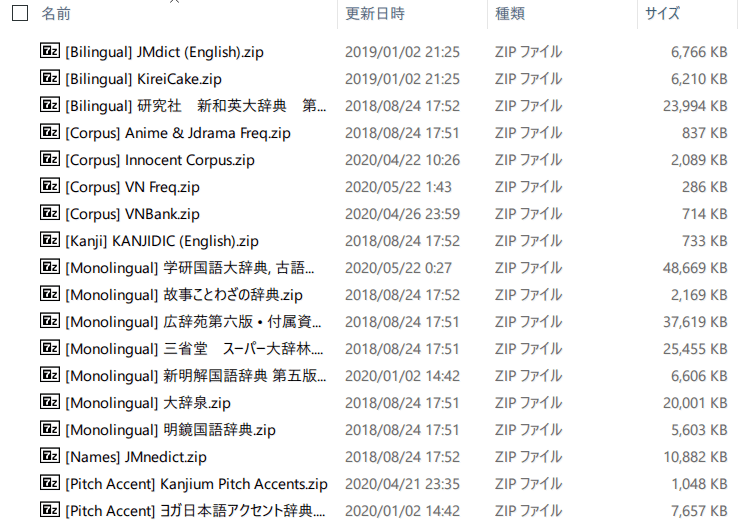 名前 更新日時 種類 サイズ
[Bilingual] JMdict (English).zip 2019/01/02 21:25 ZIP ファイル 6,766 KB
[Bilingual] KireiCake.zip 2019/01/02 21:25 ZIP ファイル 6,210 KB
[Bilingual] 研究社 新和英大辞典 第... 2018/08/24 17:52 ZIP ファイル 23,994 KB
[Corpus] Anime & Jdrama Freq.zip 2018/08/24 17:51 ZIP ファイル 837 KB
[Corpus] Innocent Corpus.zip 2020/04/22 10:26 ZIP ファイル 2,089 KB
[Corpus] VN Freq.zip 2020/05/22 1:43 ZIP ファイル 286 KB
[Corpus] VNBank.zip 2020/04/26 23:59 ZIP ファイル 714 KB
[Kanji] KANJIDIC (English).zip 2018/08/24 17:52 ZIP ファイル 733 KB
[Monolingual] 学研国語大辞典, 古語... 2020/05/22 0:27 ZIP ファイル 48,669 KB
[Monolingual] 故事ことわざの辞典.zip 2018/08/24 17:52 ZIP ファイル 2,169 KB
[Monolingual] 広辞苑第六版 • 付属資... 2018/08/24 17:51 ZIP ファイル 37,619 KB
[Monolingual] 三省堂 スーパー大辞林.... 2018/08/24 17:51 ZIP ファイル 25,455 KB
[Monolingual] 新明解国語辞典 第五版... 2020/01/02 14:42 ZIP ファイル 6,606 KB
[Monolingual] 大辞泉.zip 2018/08/24 17:51 ZIP ファイル 20,001 KB
[Monolingual] 明鏡国語辞典.zip 2018/08/24 17:51 ZIP ファイル 5,603 KB
[Names] JMnedict.zip 2018/08/24 17:52 ZIP ファイル 10,882 KB
[Pitch Accent] Kanjium Pitch Accents.zip 2020/04/21 23:35 ZIP ファイル 1,048 KB
[Pitch Accent] ヨガ日本語アクセント辞典.... 2020/01/02 14:42 ZIP ファイル 7,657 KB